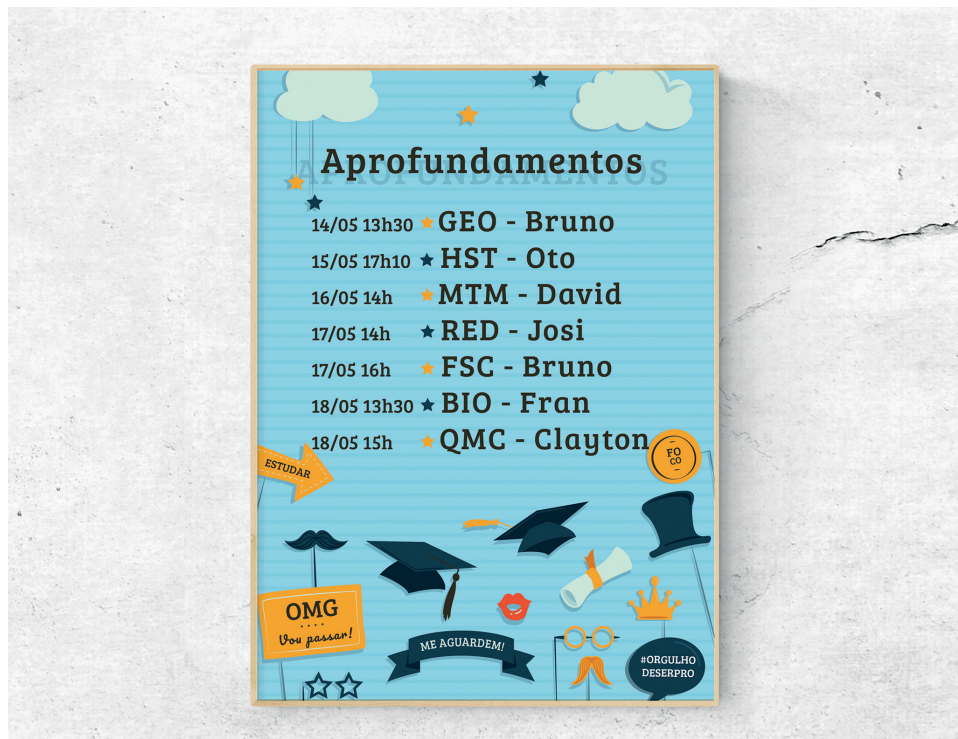 Aprofundamentos
APROFUNDAMENTOS
14/05 13h30 GEO - Bruno
15/05 17h10 HST - Oto
16/05 14h MTM - David
17/05 14h RED - Josi
17/05 16h FSC - Bruno
18/05 13h30 BIO - Fran
18/05 15h QMC - Clayton
FO
CO
ESTUDAR
OMG
Vou passar!
ME AGUARDEM!
#ORGULHO
DESERPRO